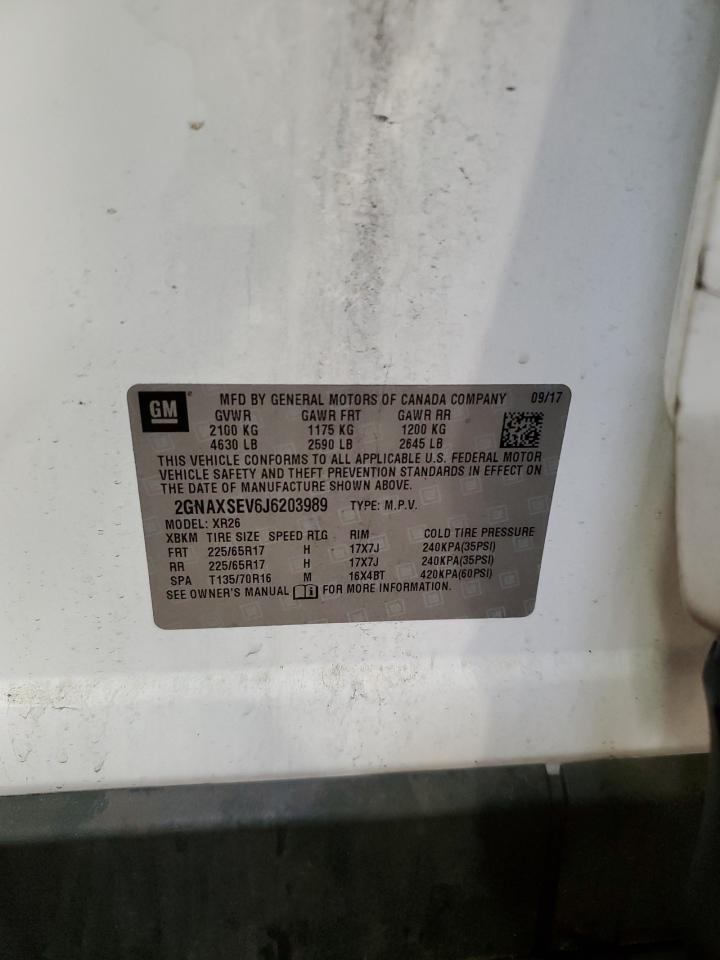 GM
MFD BY GENERAL MOTORS OF CANADA COMPANY 09/17
GVWR GAWR FRT GAWR RR
2100 KG 1175 KG 1200 KG
4630 LB 2590 LB 2645 LB
THIS VEHICLE CONFORMS TO ALL APPLICABLE U.S. FEDERAL MOTOR
VEHICLE SAFETY AND THEFT PREVENTION STANDARDS IN EFFECT ON
THE DATE OF MANUFACTURE SHOWN ABOVE.
2GNAXSEV6J6203989 TYPE: M.P.V.
MODEL: XR26
XBKM TIRE SIZE SPEED RTG RIM COLD TIRE PRESSURE
FRT 225/65R17 H 17X7J 240KPA(35PSI)
RR 225/65R17 H 17X7J 240KPA(35PSI)
SPA T135/70R16 M 16X4BT 420KPA(60PSI)
SEE OWNER'S MANUAL FOR MORE INFORMATION.